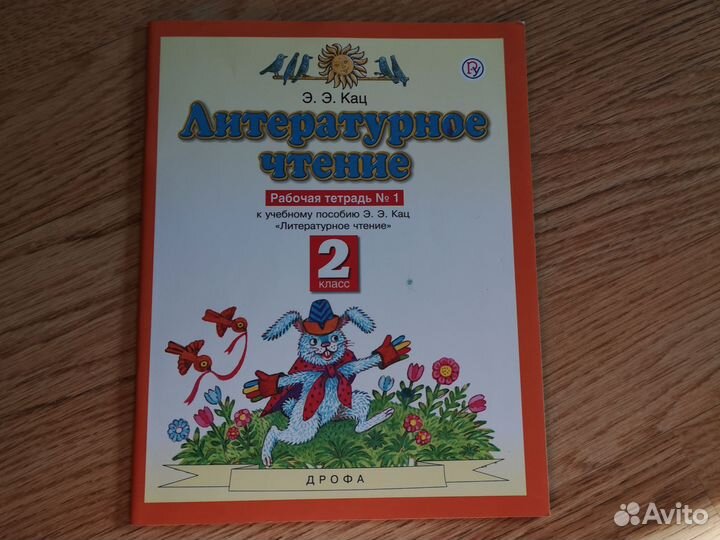 Э. Э. Кац
Литературное
чтение
Рабочая тетрадь № 1
к учебному пособию Э. Э. Кац
«Литературное чтение»
2
класс
ДРОФА
Avito